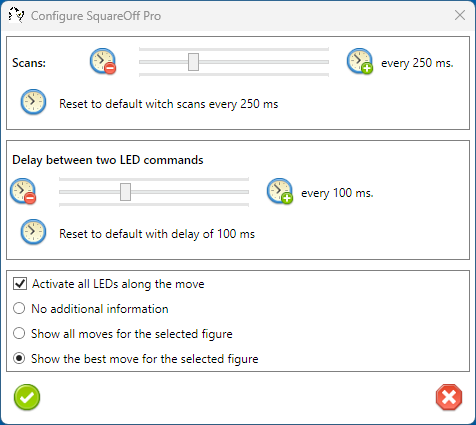 Configure SquareOff Pro
Scans:
every 250 ms.
Reset to default witch scans every 250 ms
Delay between two LED commands
every 100 ms.
Reset to default with delay of 100 ms
Activate all LEDs along the move
No additional information
Show all moves for the selected figure
Show the best move for the selected figure